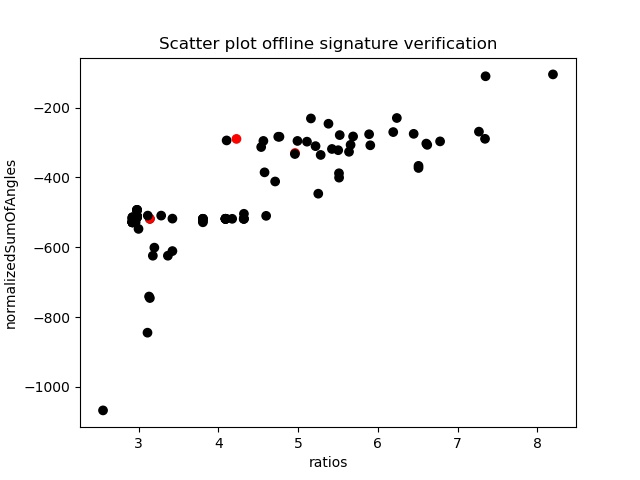 Scatter plot offline signature verification
−200
−400
−600
−800
−1000
normalizedSumOfAngles
3 4 5 6 7 8
ratios